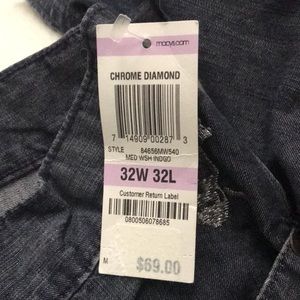 macys.com
CHROME DIAMOND
7 14909 00287 3
STYLE 84656MW540
MED WSH INDGO
32W 32L
Customer Return Label
0800506078685
M
$69.00